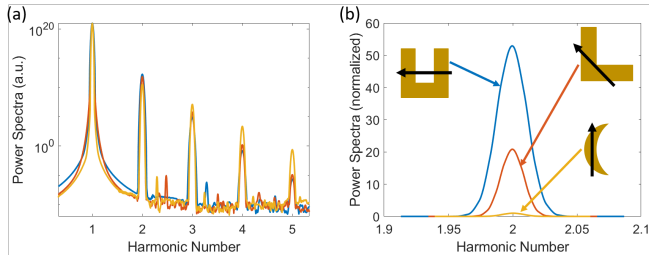 (a)
10^20
10^0
Power Spectra (a.u.)
1 2 3 4 5
Harmonic Number
(b)
60
50
40
30
20
10
0
Power Spectra (normalized)
1.9 1.95 2 2.05 2.1
Harmonic Number